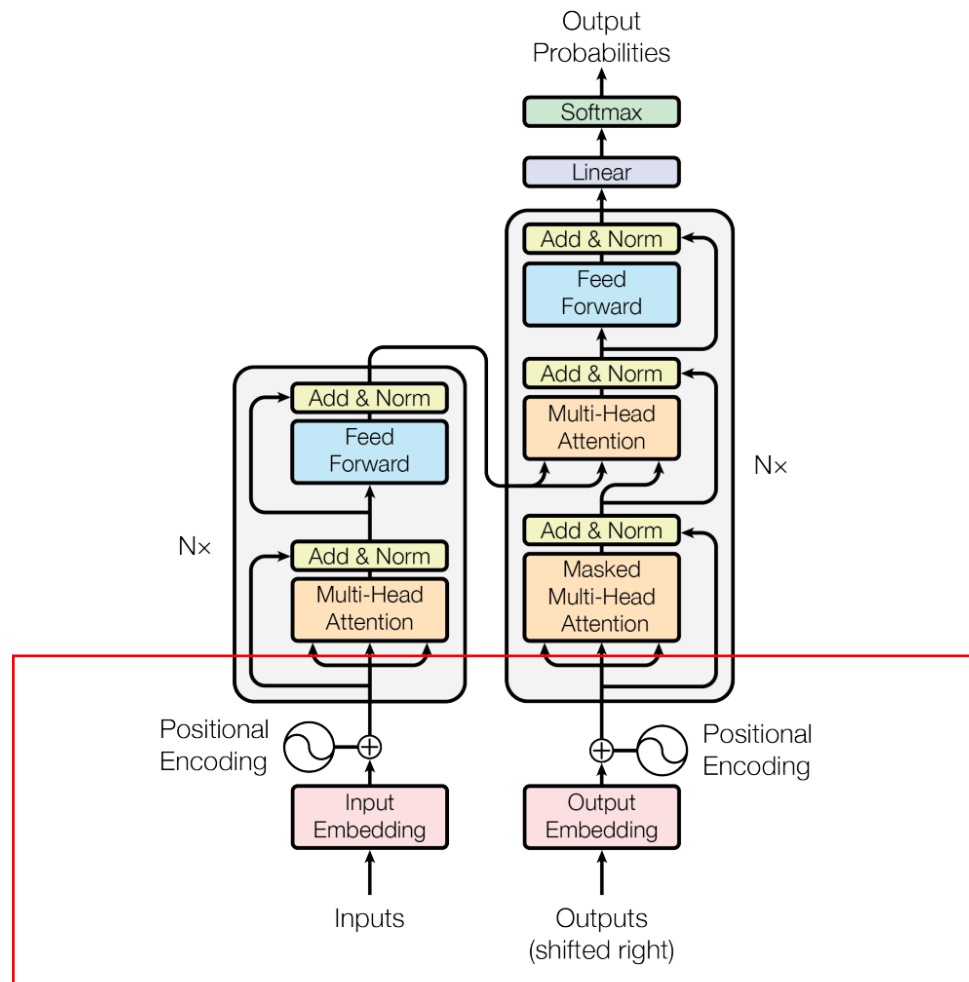 Output
Probabilities
Softmax
Linear
Add & Norm
Feed
Forward
Add & Norm
Multi-Head
Attention
Nx
Add & Norm
Masked
Multi-Head
Attention
Add & Norm
Feed
Forward
N×
Add & Norm
Multi-Head
Attention
Positional
Encoding
Input
Embedding
Inputs
Positional
Encoding
Output
Embedding
Outputs
(shifted right)